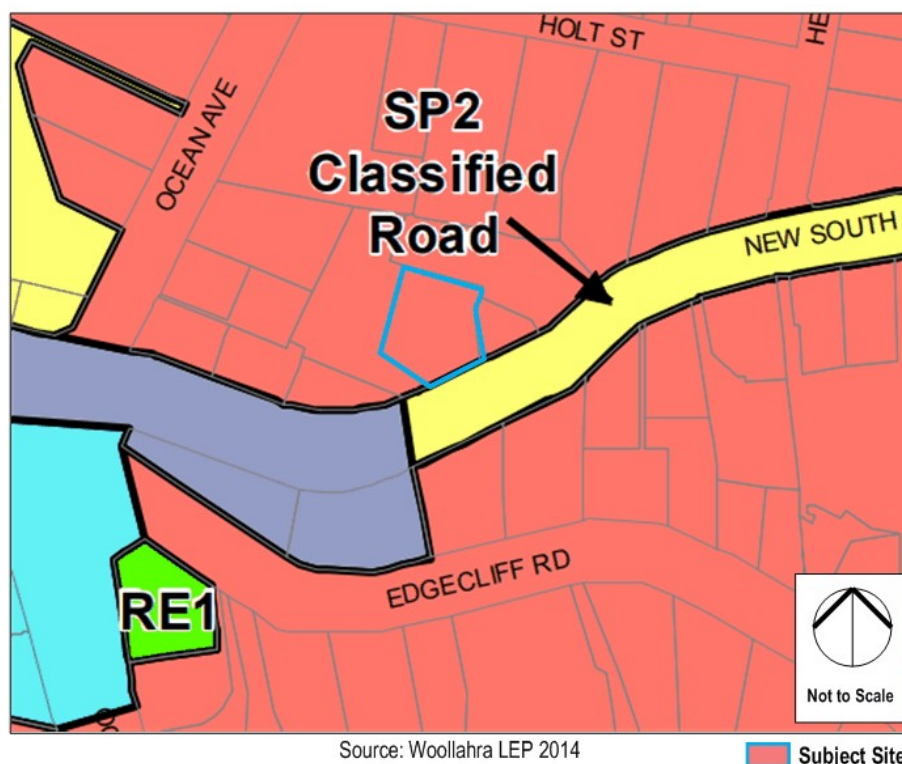 HOLT ST
HE
OCEAN AVE
SP2
Classified
Road
NEW SOUTH
EDGECLIFF RD
RE1
Not to Scale
Source: Woollahra LEP 2014
Subject Site